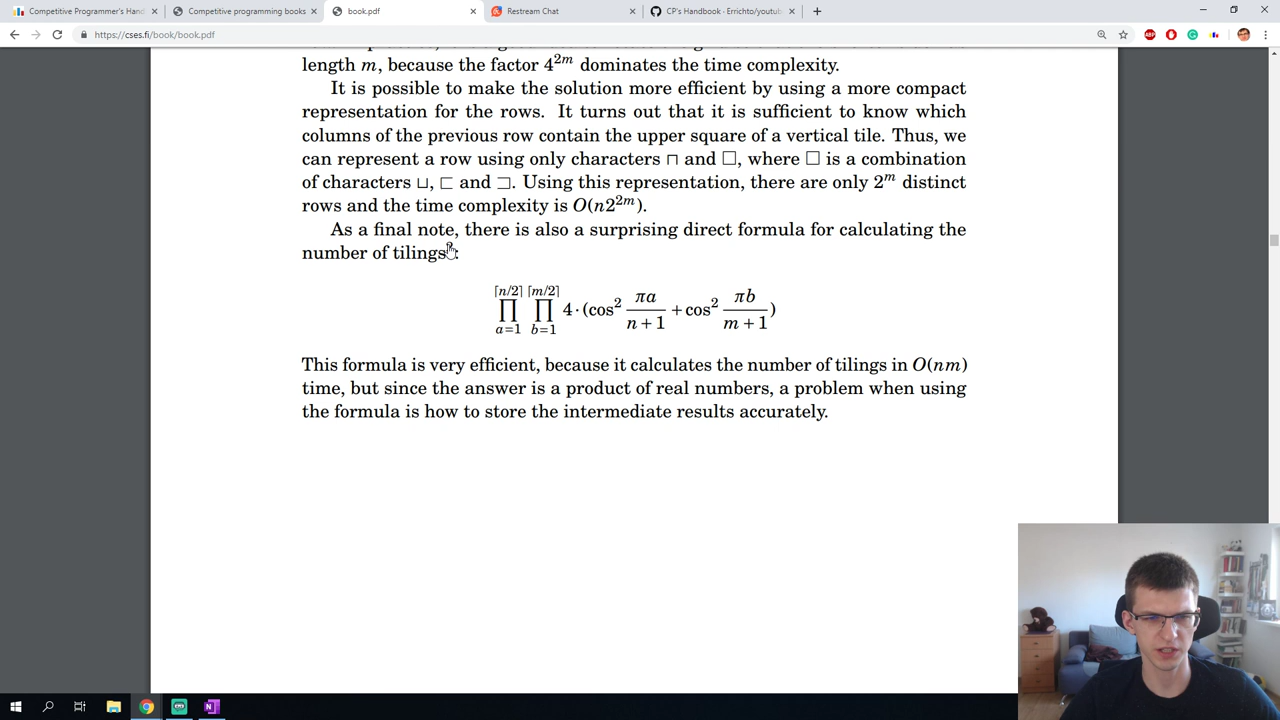 Competitive Programmer's Han
Competitive programming books
book.pdf
Restream Chat
CP's Handbook · Errichto/youtub
https://cses.fi/book/book.pdf
length m, because the factor 4^{2m} dominates the time complexity.
It is possible to make the solution more efficient by using a more compact
representation for the rows. It turns out that it is sufficient to know which
columns of the previous row contain the upper square of a vertical tile. Thus, we
can represent a row using only characters ⊓ and □, where □ is a combination
of characters ⊔, ⊏ and ⊐. Using this representation, there are only 2^m distinct
rows and the time complexity is O(n2^{2m}).
As a final note, there is also a surprising direct formula for calculating the
number of tilings:
∏_{a=1}^{⌈n/2⌉} ∏_{b=1}^{⌈m/2⌉} 4·(cos² πa/(n+1) + cos² πb/(m+1))
This formula is very efficient, because it calculates the number of tilings in O(nm)
time, but since the answer is a product of real numbers, a problem when using
the formula is how to store the intermediate results accurately.